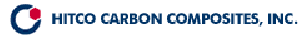 HITCO CARBON COMPOSITES, INC.